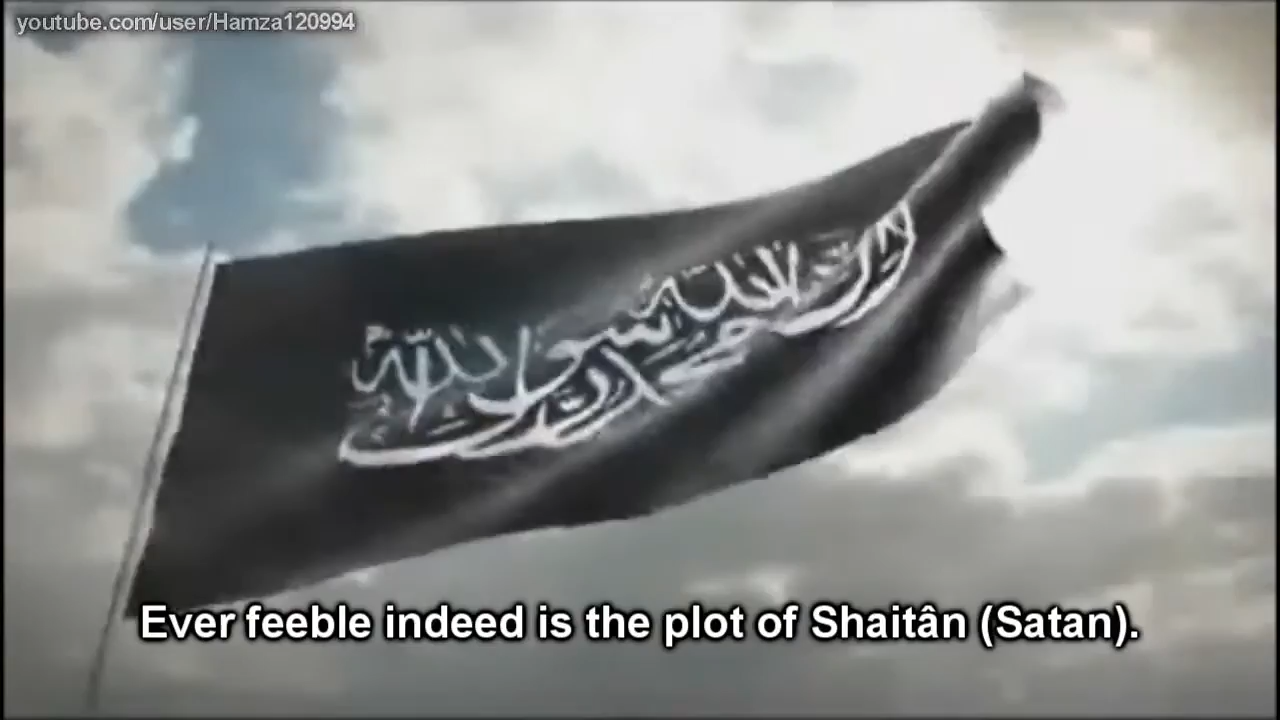 youtube.com/user/Hamza120994
لا إله إلا الله محمد رسول الله
Ever feeble indeed is the plot of Shaitân (Satan).